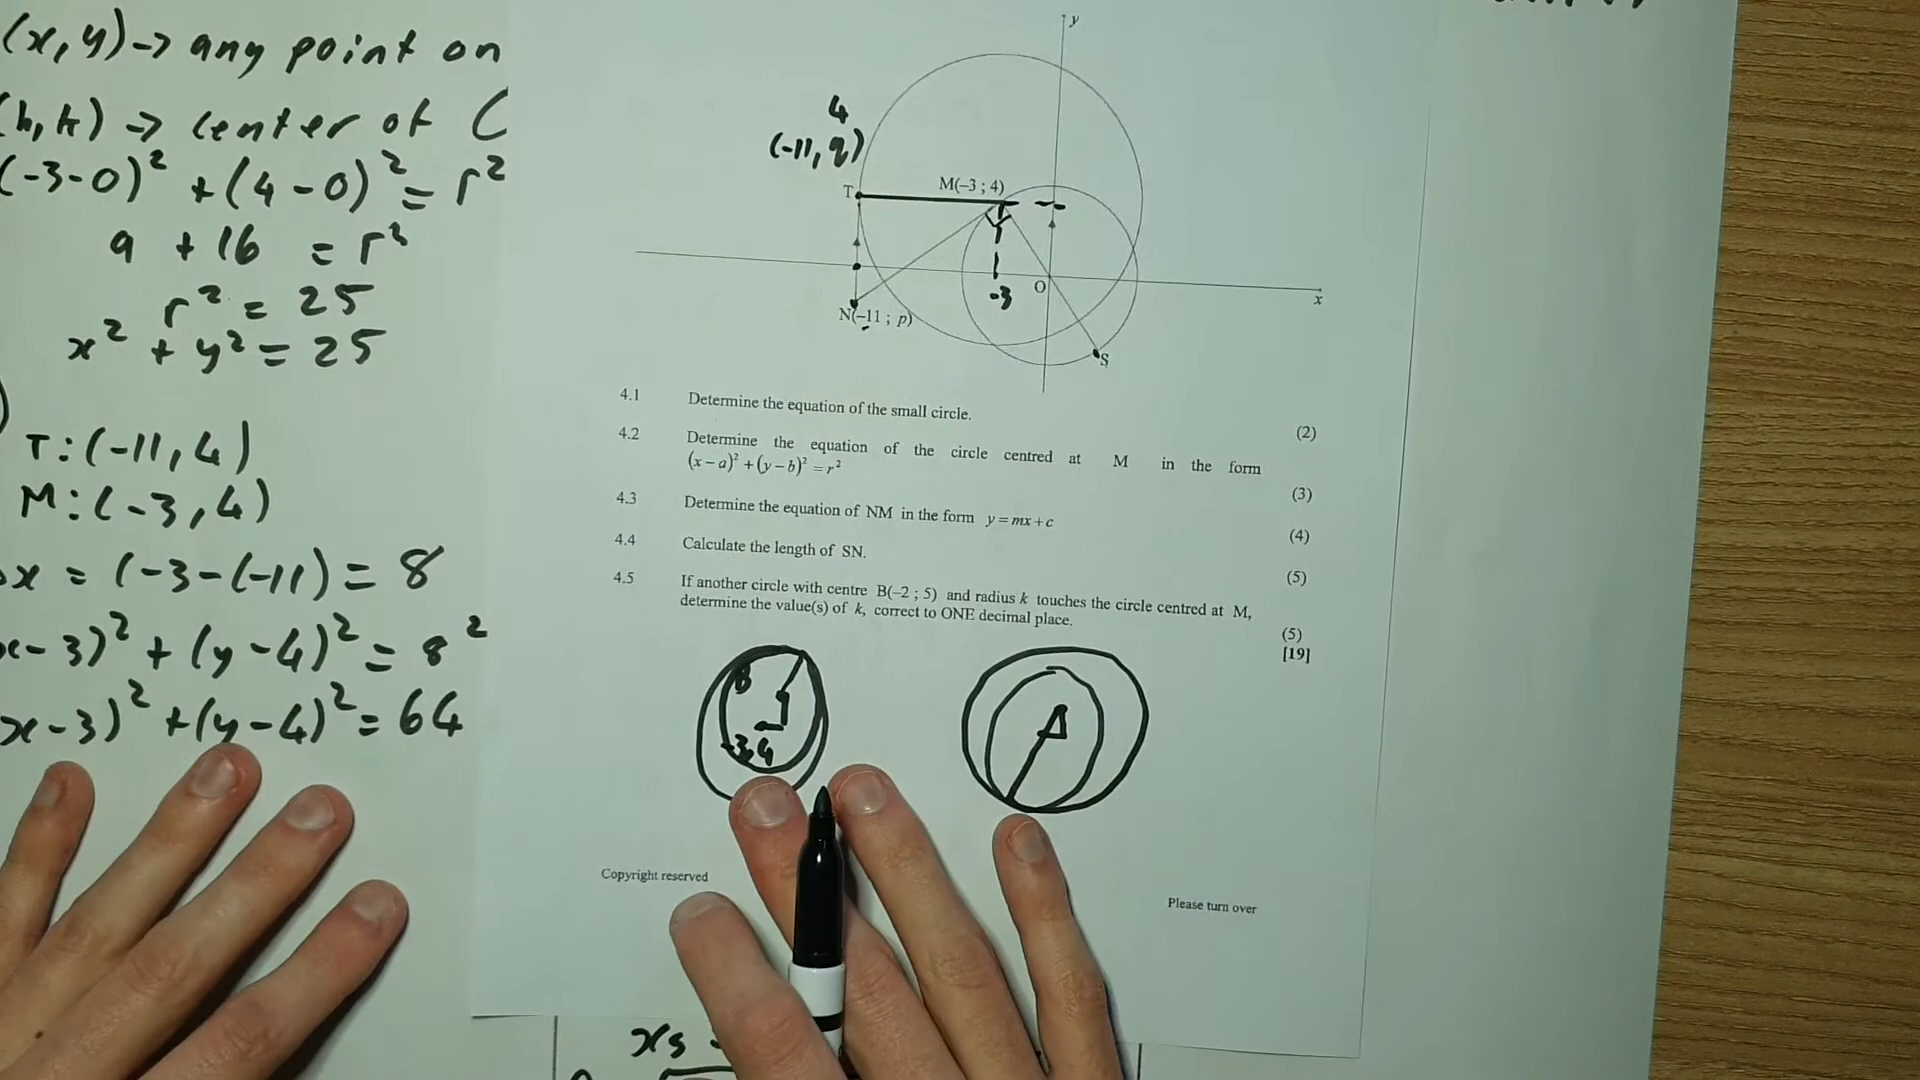 (x,y)→ any point on
(h,k) → center of C
(-3-0)² + (4-0)² = r²
9 + 16 = r²
r² = 25
x² + y² = 25
T:(-11,4)
M:(-3,4)
x = (-3-(-11) = 8
x-3)² + (y-4)² = 8²
x-3)² + (y-4)² = 64
y
4
(-11, q)
T
M(–3 ; 4)
O
-3
x
N(–11 ; p)
S
4.1 Determine the equation of the small circle. (2)
4.2 Determine the equation of the circle centred at M in the form
(x – a)² + (y – b)² = r² (3)
4.3 Determine the equation of NM in the form y = mx + c (4)
4.4 Calculate the length of SN. (5)
4.5 If another circle with centre B(–2 ; 5) and radius k touches the circle centred at M,
determine the value(s) of k, correct to ONE decimal place. (5)
[19]
B
-3,4
Copyright reserved
Please turn over
xs